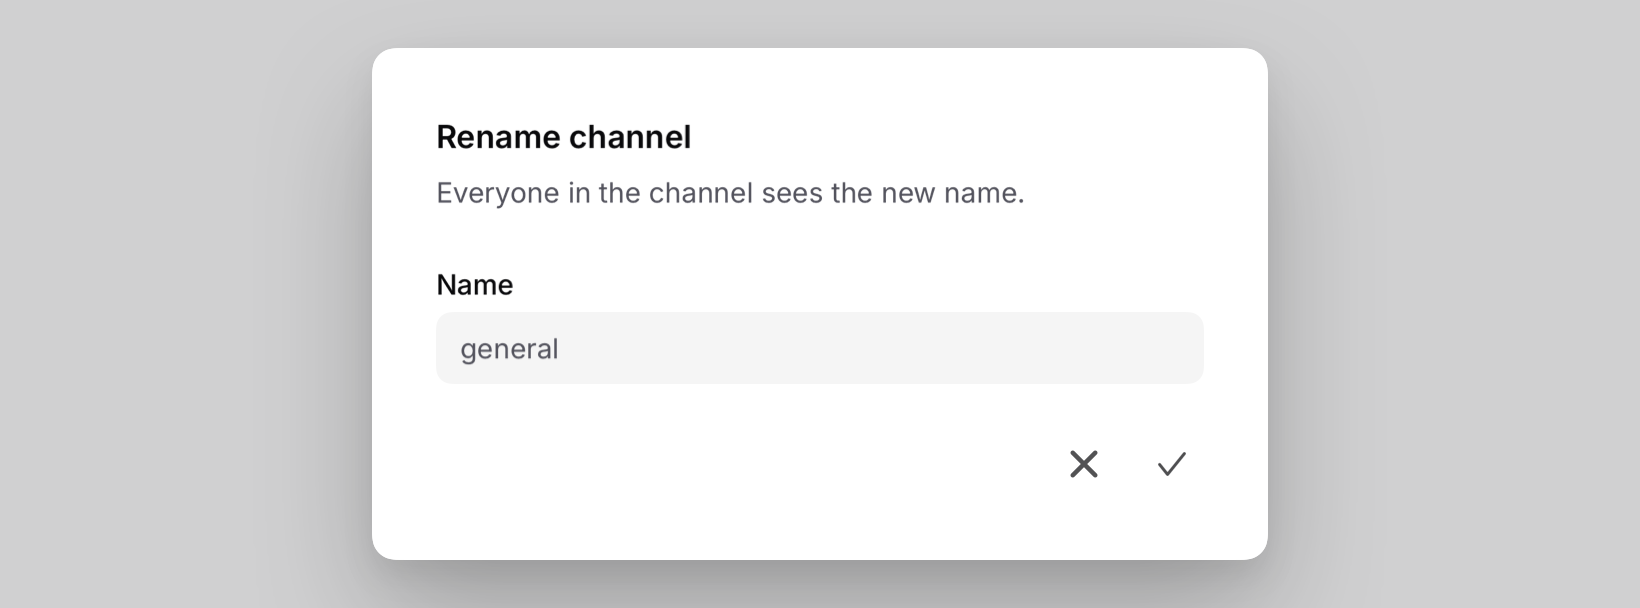 Rename channel
Everyone in the channel sees the new name.
Name
general